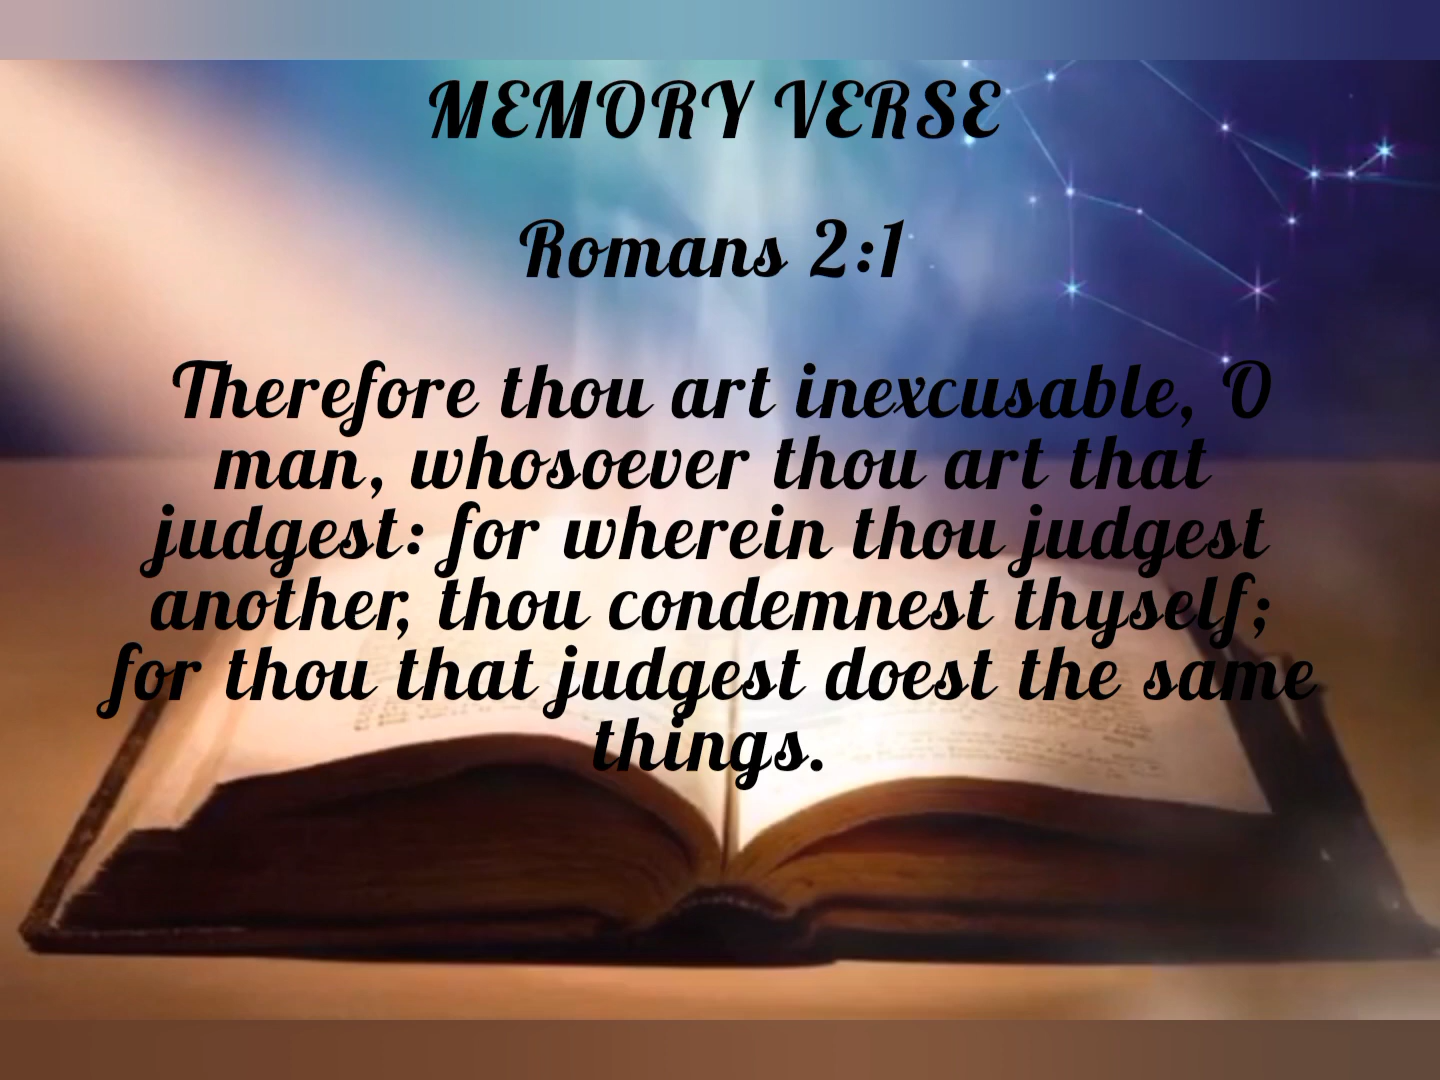 MEMORY VERSE
Romans 2:1
Therefore thou art inexcusable, O
man, whosoever thou art that
judgest: for wherein thou judgest
another, thou condemnest thyself;
for thou that judgest doest the same
things.